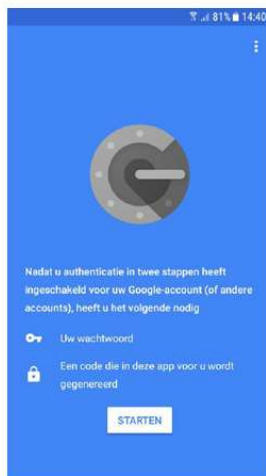 81% 14:40
Nadat u authenticatie in twee stappen heeft
ingeschakeld voor uw Google-account (of andere
accounts), heeft u het volgende nodig
Uw wachtwoord
Een code die in deze app voor u wordt
gegenereerd
STARTEN